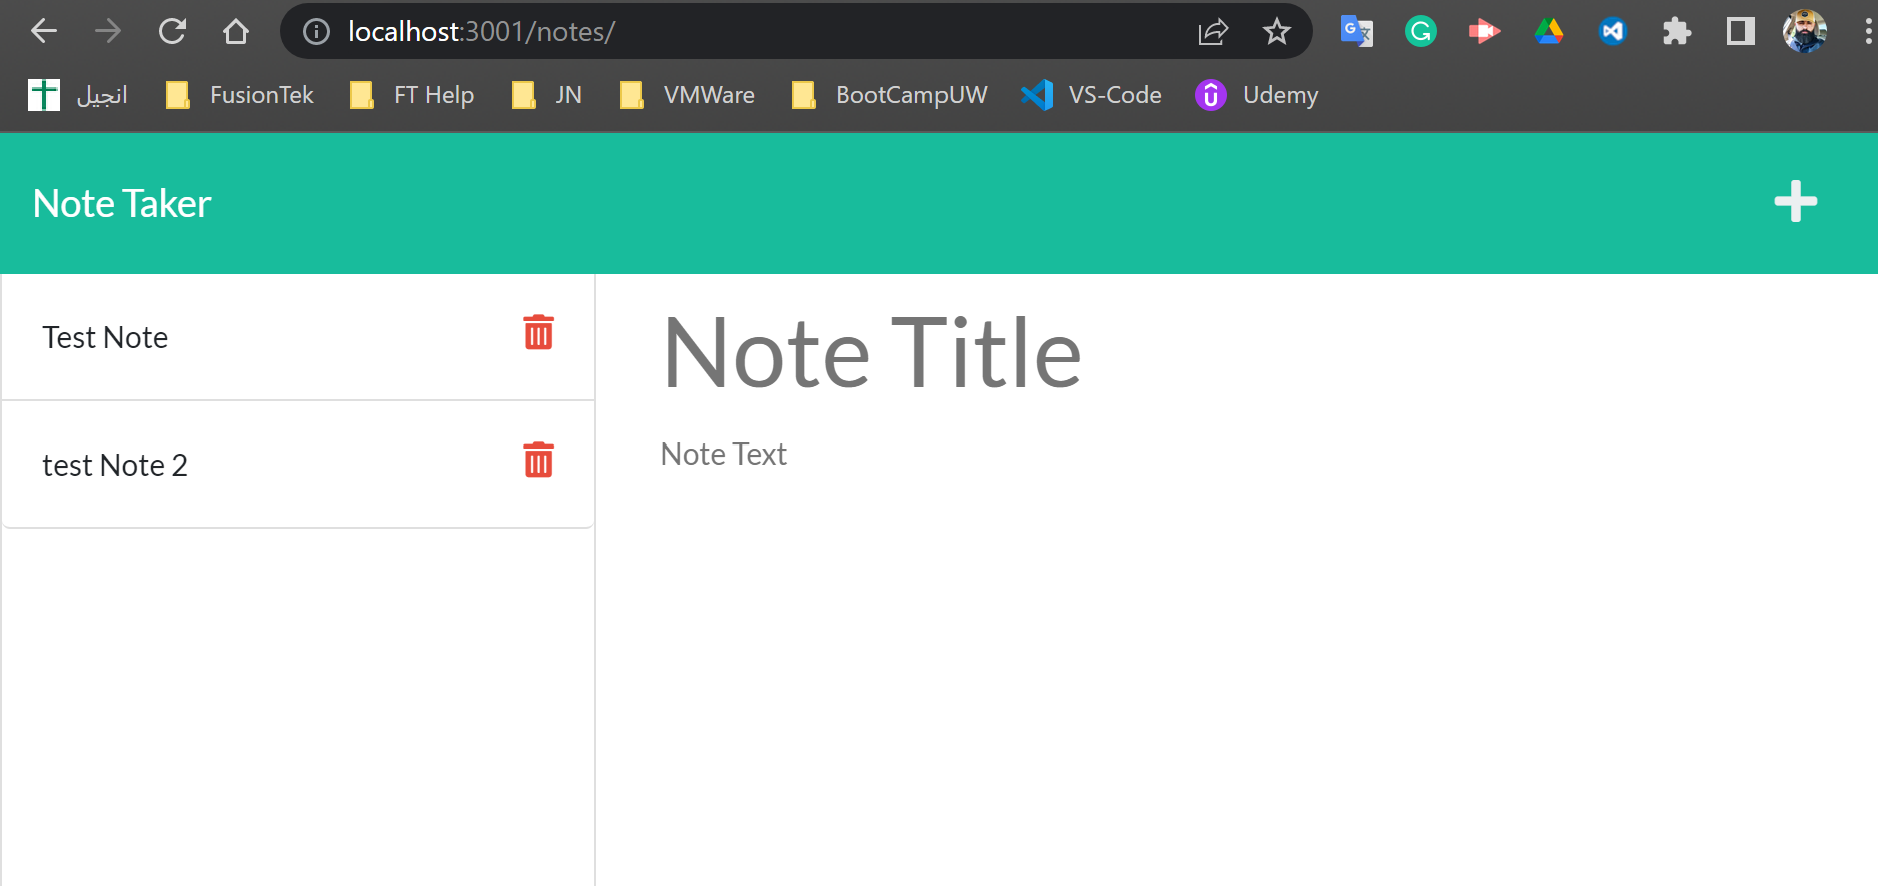 localhost:3001/notes/
انجیل FusionTek FT Help JN VMWare BootCampUW VS-Code Udemy
Note Taker
Test Note
test Note 2
Note Title
Note Text